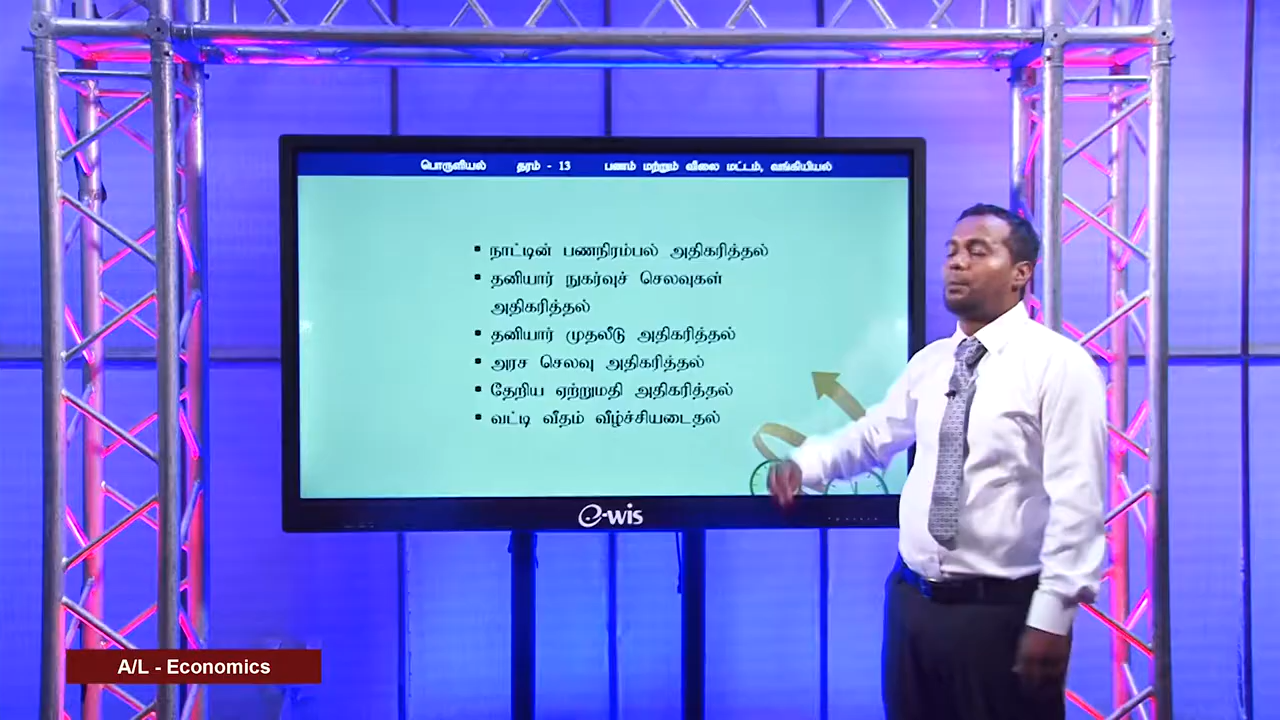 பொருளியல் தரம் - 13 பணம் மற்றும் விலை மட்டம், வங்கியியல்
▪ நாட்டின் பணநிரம்பல் அதிகரித்தல்
▪ தனியார் நுகர்வுச் செலவுகள்
அதிகரித்தல்
▪ தனியார் முதலீடு அதிகரித்தல்
▪ அரச செலவு அதிகரித்தல்
▪ தேறிய ஏற்றுமதி அதிகரித்தல்
▪ வட்டி வீதம் வீழ்ச்சியடைதல்
e-wis
A/L - Economics